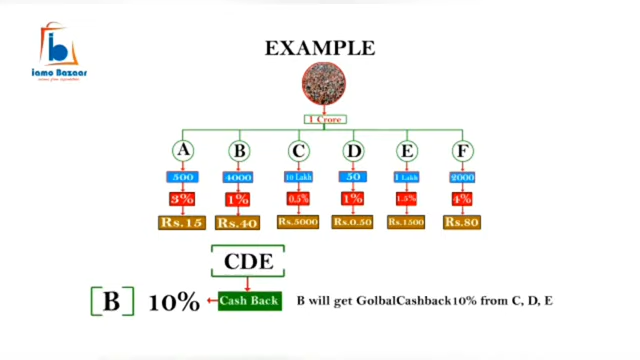 iamo Bazaar
EXAMPLE
1 Crore
A B C D E F
500 4000 10 Lakh 50 1 Lakh 2000
3% 1% 0.5% 1% 1.5% 4%
Rs.15 Rs.40 Rs.5000 Rs.0.50 Rs.1500 Rs.80
CDE
[B] 10% Cash Back B will get GolbalCashback10% from C, D, E